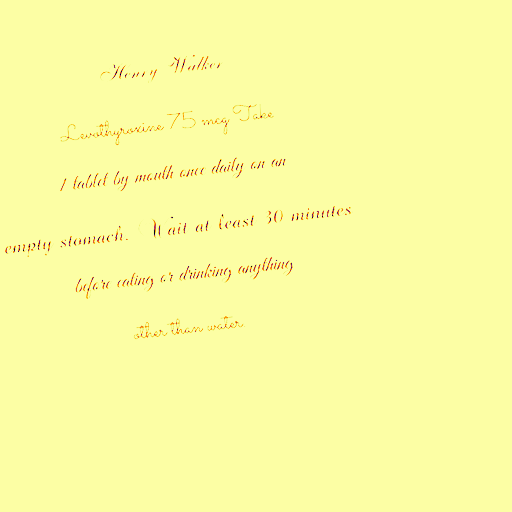 Henry Walker
Levothyroxine 75 mcg Take
1 tablet by mouth once daily on an
empty stomach. Wait at least 30 minutes
before eating or drinking anything
other than water